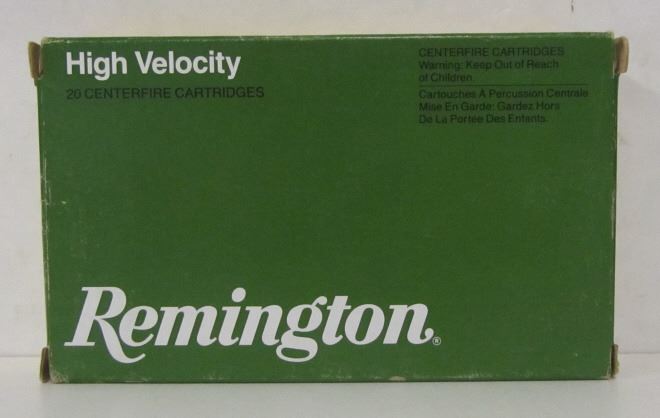 High Velocity
20 CENTERFIRE CARTRIDGES
CENTERFIRE CARTRIDGES
Warning: Keep Out of Reach
of Children.
Cartouches A Percussion Centrale
Mise En Garde: Gardez Hors
De La Portee Des Enfants.
Remington®